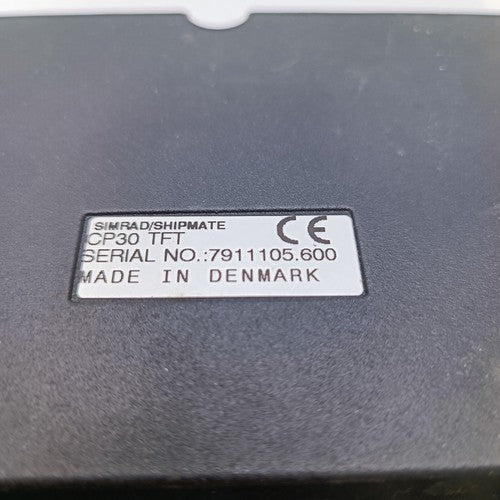 SIMRAD/SHIPMATE
CP30 TFT CE
SERIAL NO.:7911105.600
MADE IN DENMARK